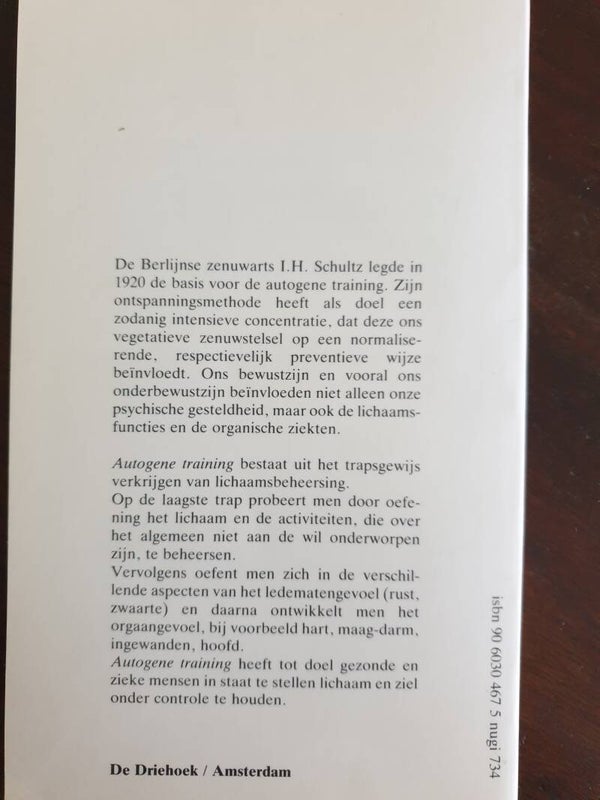 De Berlijnse zenuwarts I.H. Schultz legde in
1920 de basis voor de autogene training. Zijn
ontspanningsmethode heeft als doel een
zodanig intensieve concentratie, dat deze ons
vegetatieve zenuwstelsel op een normalise-
rende, respectievelijk preventieve wijze
beïnvloedt. Ons bewustzijn en vooral ons
onderbewustzijn beïnvloeden niet alleen onze
psychische gesteldheid, maar ook de lichaams-
functies en de organische ziekten.
Autogene training bestaat uit het trapsgewijs
verkrijgen van lichaamsbeheersing.
Op de laagste trap probeert men door oefe-
ning het lichaam en de activiteiten, die over
het algemeen niet aan de wil onderworpen
zijn, te beheersen.
Vervolgens oefent men zich in de verschil-
lende aspecten van het ledematengevoel (rust,
zwaarte) en daarna ontwikkelt men het
orgaangevoel, bij voorbeeld hart, maag-darm,
ingewanden, hoofd.
Autogene training heeft tot doel gezonde en
zieke mensen in staat te stellen lichaam en ziel
onder controle te houden.
De Driehoek / Amsterdam
isbn 90 6030 467 5 nugi 734